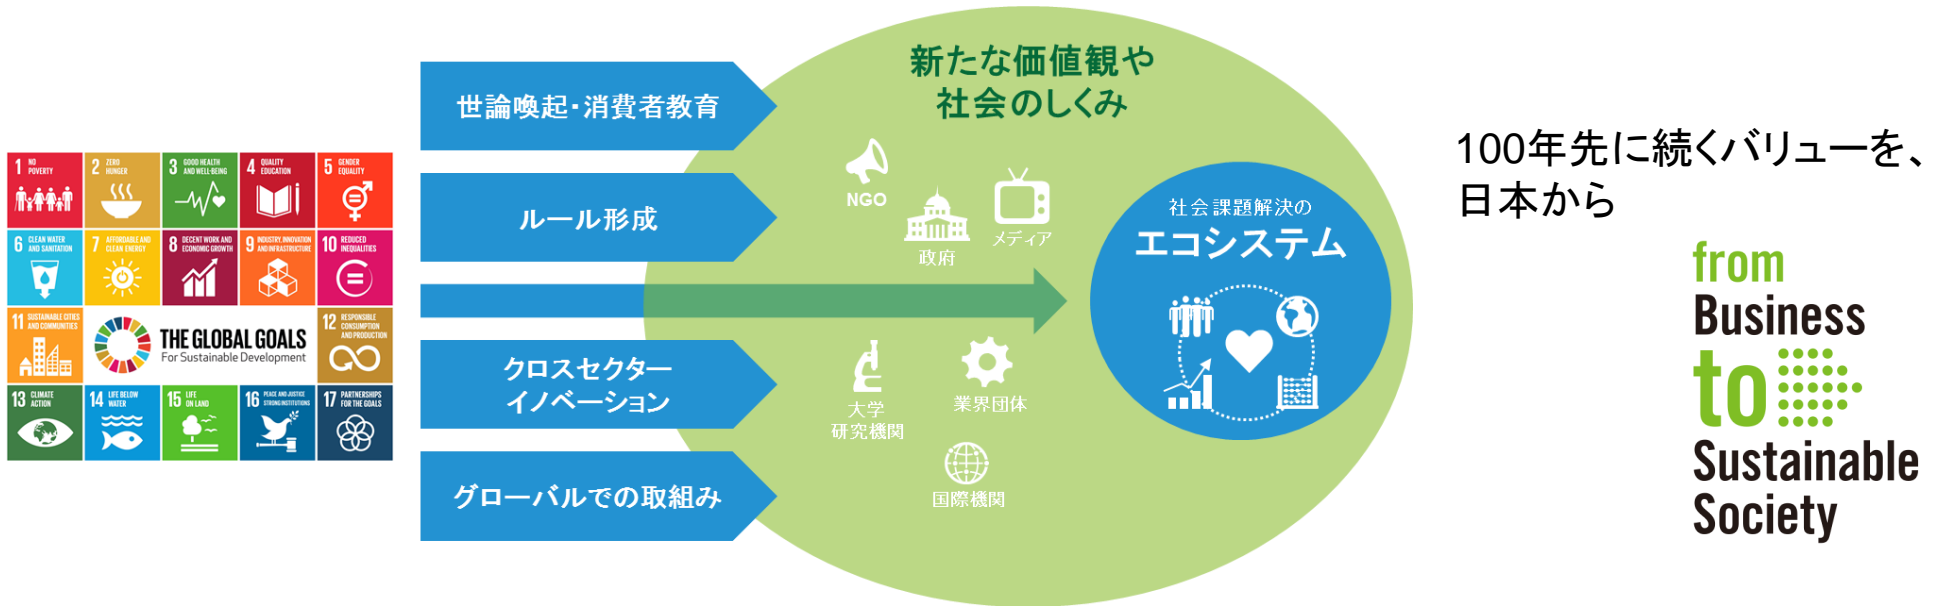 1 NO
POVERTY
2 ZERO
HUNGER
3 GOOD HEALTH
AND WELL-BEING
4 QUALITY
EDUCATION
5 GENDER
EQUALITY
6 CLEAN WATER
AND SANITATION
7 AFFORDABLE AND
CLEAN ENERGY
8 DECENT WORK AND
ECONOMIC GROWTH
9 INDUSTRY, INNOVATION
AND INFRASTRUCTURE
10 REDUCED
INEQUALITIES
11 SUSTAINABLE CITIES
AND COMMUNITIES
THE GLOBAL GOALS
For Sustainable Development
12 RESPONSIBLE
CONSUMPTION
AND PRODUCTION
13 CLIMATE
ACTION
14 LIFE BELOW
WATER
15 LIFE
ON LAND
16 PEACE AND JUSTICE
STRONG INSTITUTIONS
17 PARTNERSHIPS
FOR THE GOALS
世論喚起・消費者教育
ルール形成
クロスセクター
イノベーション
グローバルでの取組み
新たな価値観や
社会のしくみ
NGO
政府
メディア
大学
研究機関
業界団体
国際機関
社会課題解決の
エコシステム
100年先に続くバリューを、
日本から
from
Business
to
Sustainable
Society